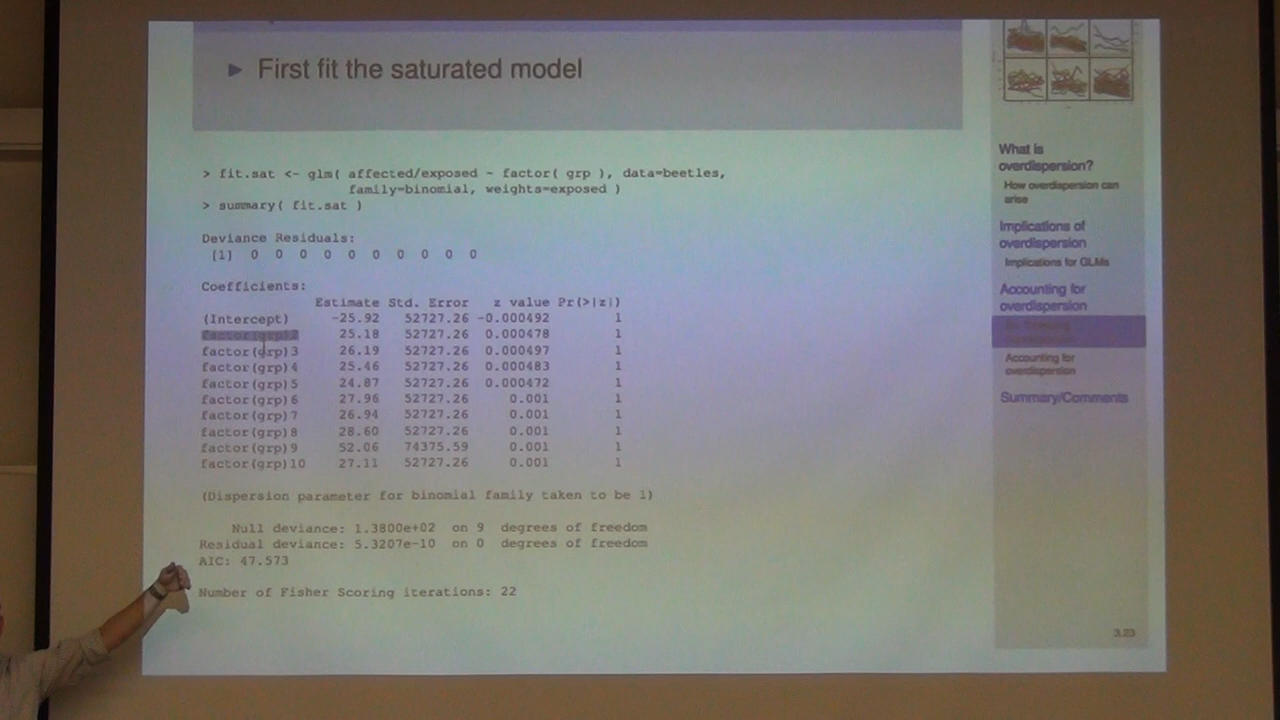 ► First fit the saturated model
> fit.sat <- glm( affected/exposed ~ factor( grp ), data=beetles,
family=binomial, weights=exposed )
> summary( fit.sat )
Deviance Residuals:
[1] 0 0 0 0 0 0 0 0 0 0
Coefficients:
Estimate Std. Error z value Pr(>|z|)
(Intercept) -25.92 52727.26 -0.000492 1
factor(grp)2 25.18 52727.26 0.000478 1
factor(grp)3 26.19 52727.26 0.000497 1
factor(grp)4 25.46 52727.26 0.000483 1
factor(grp)5 24.87 52727.26 0.000472 1
factor(grp)6 27.96 52727.26 0.001 1
factor(grp)7 26.94 52727.26 0.001 1
factor(grp)8 28.60 52727.26 0.001 1
factor(grp)9 52.06 74375.59 0.001 1
factor(grp)10 27.11 52727.26 0.001 1
(Dispersion parameter for binomial family taken to be 1)
Null deviance: 1.3800e+02 on 9 degrees of freedom
Residual deviance: 5.3207e-10 on 0 degrees of freedom
AIC: 47.573
Number of Fisher Scoring iterations: 22
What is
overdispersion?
How overdispersion can
arise
Implications of
overdispersion
Implications for GLMs
Accounting for
overdispersion
Accounting for
overdispersion
Summary/Comments
3.23